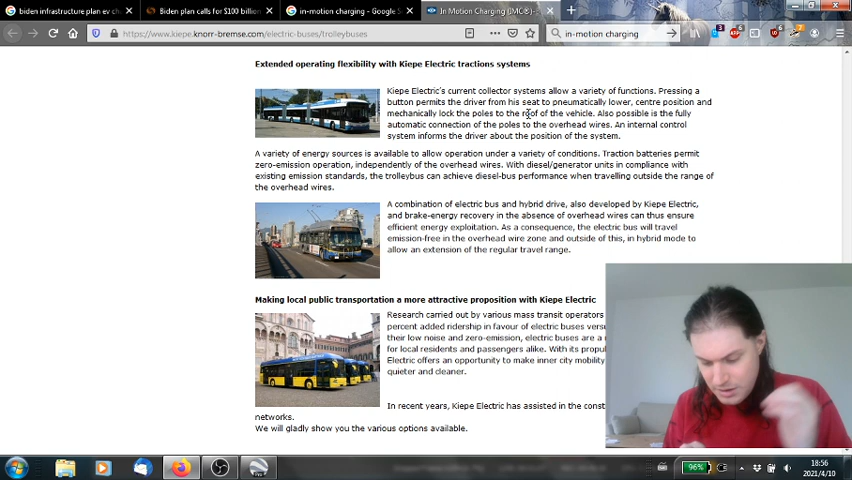 biden infrastructure plan ev ch
Biden plan calls for $100 billion
in-motion charging - Google S
In Motion Charging (IMC®)-
https://www.kiepe.knorr-bremse.com/electric-buses/trolleybuses
in-motion charging
Extended operating flexibility with Kiepe Electric tractions systems
Kiepe Electric's current collector systems allow a variety of functions. Pressing a
button permits the driver from his seat to pneumatically lower, centre position and
mechanically lock the poles to the roof of the vehicle. Also possible is the fully
automatic connection of the poles to the overhead wires. An internal control
system informs the driver about the position of the system.
A variety of energy sources is available to allow operation under a variety of conditions. Traction batteries permit
zero-emission operation, independently of the overhead wires. With diesel/generator units in compliance with
existing emission standards, the trolleybus can achieve diesel-bus performance when travelling outside the range of
the overhead wires.
A combination of electric bus and hybrid drive, also developed by Kiepe Electric,
and brake-energy recovery in the absence of overhead wires can thus ensure
efficient energy exploitation. As a consequence, the electric bus will travel
emission-free in the overhead wire zone and outside of this, in hybrid mode to
allow an extension of the regular travel range.
Making local public transportation a more attractive proposition with Kiepe Electric
Research carried out by various mass transit operators
percent added ridership in favour of electric buses
their low noise and zero-emission, electric buses are a
for local residents and passengers alike. With its
Electric offers an opportunity to make inner city mobility
quieter and cleaner.
In recent years, Kiepe Electric has assisted in the
networks.
We will gladly show you the various options available.
96%
18:56
2021/4/10